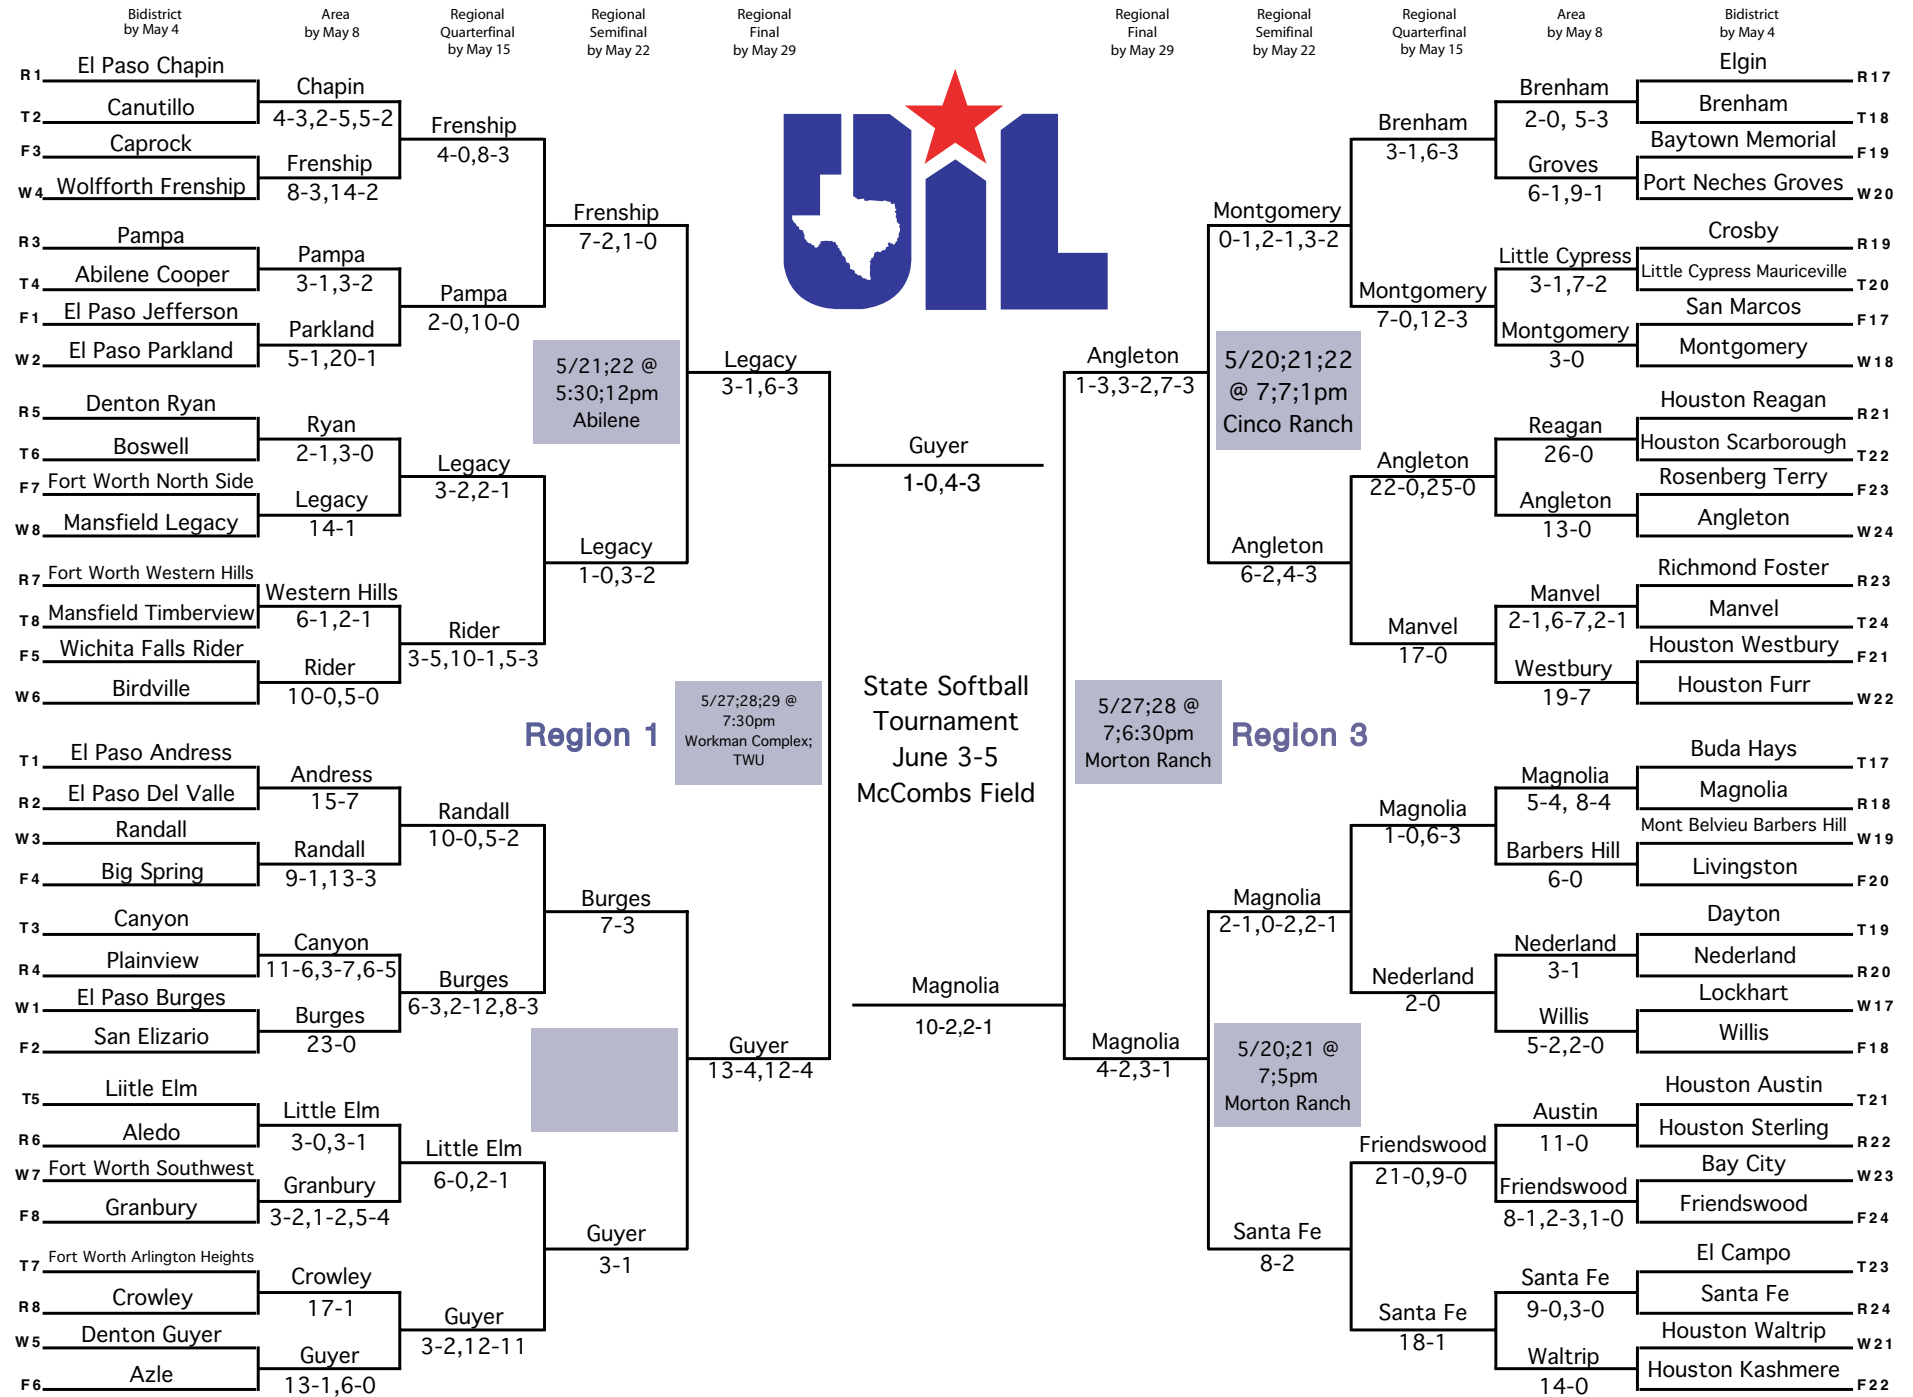 Bidistrict
by May 4
Area
by May 8
Regional
Quarterfinal
by May 15
Regional
Semifinal
by May 22
Regional
Final
by May 29
Regional
Final
by May 29
Regional
Semifinal
by May 22
Regional
Quarterfinal
by May 15
Area
by May 8
Bidistrict
by May 4
R1 El Paso Chapin
T2 Canutillo
F3 Caprock
W4 Wolfforth Frenship
R3 Pampa
T4 Abilene Cooper
F1 El Paso Jefferson
W2 El Paso Parkland
R5 Denton Ryan
T6 Boswell
F7 Fort Worth North Side
W8 Mansfield Legacy
R7 Fort Worth Western Hills
T8 Mansfield Timberview
F5 Wichita Falls Rider
W6 Birdville
T1 El Paso Andress
R2 El Paso Del Valle
W3 Randall
F4 Big Spring
T3 Canyon
R4 Plainview
W1 El Paso Burges
F2 San Elizario
T5 Liitle Elm
R6 Aledo
W7 Fort Worth Southwest
F8 Granbury
T7 Fort Worth Arlington Heights
R8 Crowley
W5 Denton Guyer
F6 Azle
Chapin
4-3,2-5,5-2
Frenship
8-3,14-2
Pampa
3-1,3-2
Parkland
5-1,20-1
Ryan
2-1,3-0
Legacy
14-1
Western Hills
6-1,2-1
Rider
10-0,5-0
Andress
15-7
Randall
9-1,13-3
Canyon
11-6,3-7,6-5
Burges
23-0
Little Elm
3-0,3-1
Granbury
3-2,1-2,5-4
Crowley
17-1
Guyer
13-1,6-0
Frenship
4-0,8-3
Pampa
2-0,10-0
Legacy
3-2,2-1
Rider
3-5,10-1,5-3
Randall
10-0,5-2
Burges
6-3,2-12,8-3
Little Elm
6-0,2-1
Guyer
3-2,12-11
Frenship
7-2,1-0
5/21;22 @
5:30;12pm
Abilene
Legacy
1-0,3-2
Region 1
Burges
7-3
Guyer
3-1
Legacy
3-1,6-3
5/27;28;29 @
7:30pm
Workman Complex;
TWU
Guyer
13-4,12-4
UIL
Guyer
1-0,4-3
State Softball
Tournament
June 3-5
McCombs Field
Magnolia
10-2,2-1
Angleton
1-3,3-2,7-3
5/27;28 @
7;6:30pm
Morton Ranch
Magnolia
4-2,3-1
Montgomery
0-1,2-1,3-2
5/20;21;22
@ 7;7;1pm
Cinco Ranch
Angleton
6-2,4-3
Region 3
Magnolia
2-1,0-2,2-1
5/20;21 @
7;5pm
Morton Ranch
Santa Fe
8-2
Brenham
3-1,6-3
Montgomery
7-0,12-3
Angleton
22-0,25-0
Manvel
17-0
Magnolia
1-0,6-3
Nederland
2-0
Friendswood
21-0,9-0
Santa Fe
18-1
Brenham
2-0, 5-3
Groves
6-1,9-1
Little Cypress
3-1,7-2
Montgomery
3-0
Reagan
26-0
Angleton
13-0
Manvel
2-1,6-7,2-1
Westbury
19-7
Magnolia
5-4, 8-4
Barbers Hill
6-0
Nederland
3-1
Willis
5-2,2-0
Austin
11-0
Friendswood
8-1,2-3,1-0
Santa Fe
9-0,3-0
Waltrip
14-0
Elgin R17
Brenham T18
Baytown Memorial F19
Port Neches Groves W20
Crosby R19
Little Cypress Mauriceville T20
San Marcos F17
Montgomery W18
Houston Reagan R21
Houston Scarborough T22
Rosenberg Terry F23
Angleton W24
Richmond Foster R23
Manvel T24
Houston Westbury F21
Houston Furr W22
Buda Hays T17
Magnolia R18
Mont Belvieu Barbers Hill W19
Livingston F20
Dayton T19
Nederland R20
Lockhart W17
Willis F18
Houston Austin T21
Houston Sterling R22
Bay City W23
Friendswood F24
El Campo T23
Santa Fe R24
Houston Waltrip W21
Houston Kashmere F22